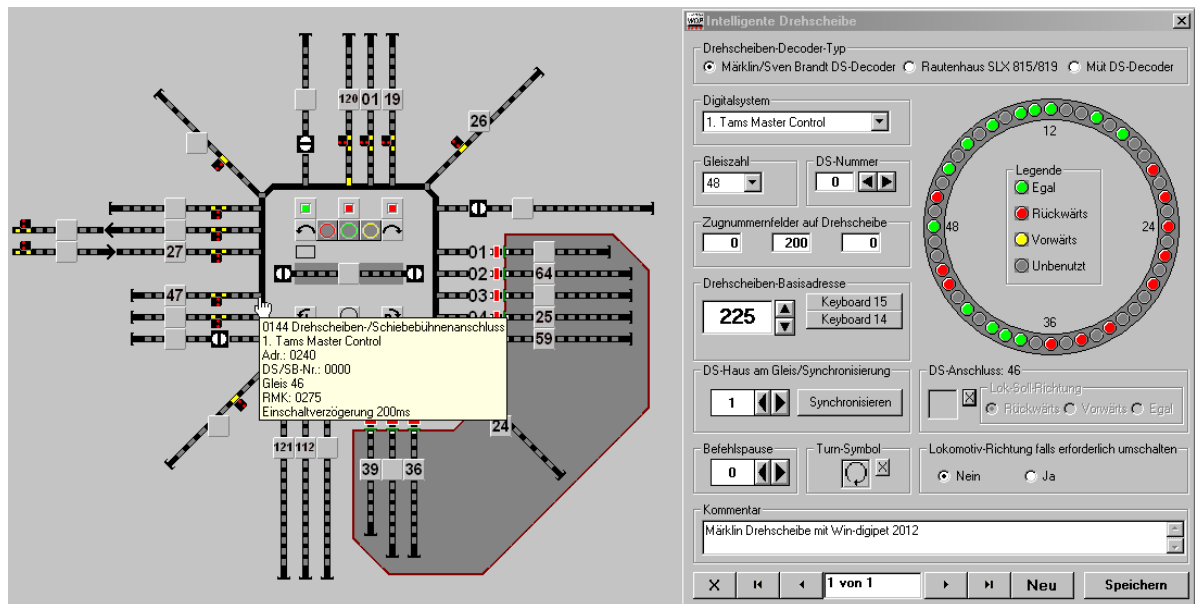 120 01 19
26
27
47
01
02 64
03
04 25
59
0144 Drehscheiben-/Schiebebühnenanschluss
1. Tams Master Control
Adr.: 0240
DS/SB-Nr.: 0000
Gleis 46
RMK: 0275
Einschaltverzögerung 200ms
24
121 112
39 36
Intelligente Drehscheibe
Drehscheiben-Decoder-Typ
Märklin/Sven Brandt DS-Decoder Rautenhaus SLX 815/819 Müt DS-Decoder
Digitalsystem
1. Tams Master Control
Gleiszahl
48
DS-Nummer
0
Zugnummernfelder auf Drehscheibe
0 200 0
Drehscheiben-Basisadresse
225
Keyboard 15
Keyboard 14
12
24
36
48
Legende
Egal
Rückwärts
Vorwärts
Unbenutzt
DS-Haus am Gleis/Synchronisierung
1 Synchronisieren
DS-Anschluss: 46
Lok-Soll-Richtung
Rückwärts Vorwärts Egal
Befehlspause
0
Turn-Symbol
X
Lokomotiv-Richtung falls erforderlich umschalten
Nein Ja
Kommentar
Märklin Drehscheibe mit Win-digipet 2012
X 1 von 1 Neu Speichern